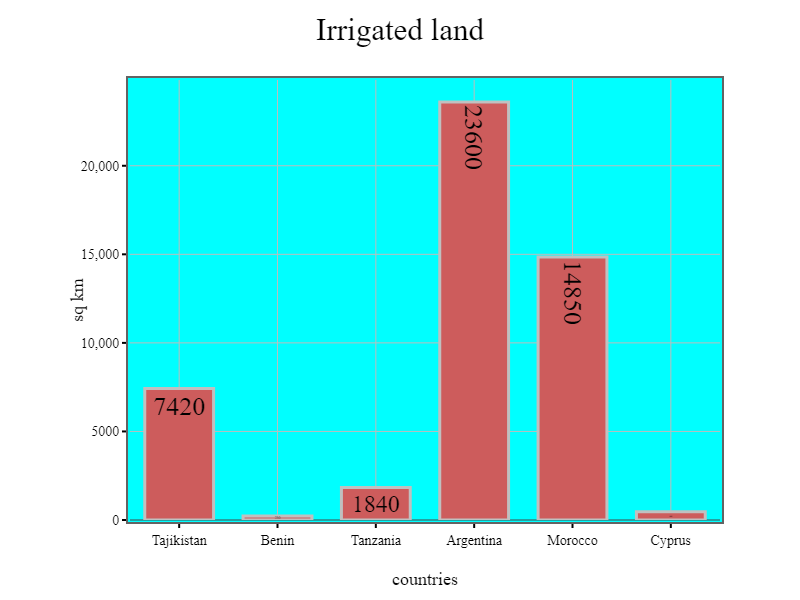 Irrigated land
20,000
15,000
10,000
5000
0
sq km
7420
1840
23600
14850
Tajikistan
Benin
Tanzania
Argentina
Morocco
Cyprus
countries